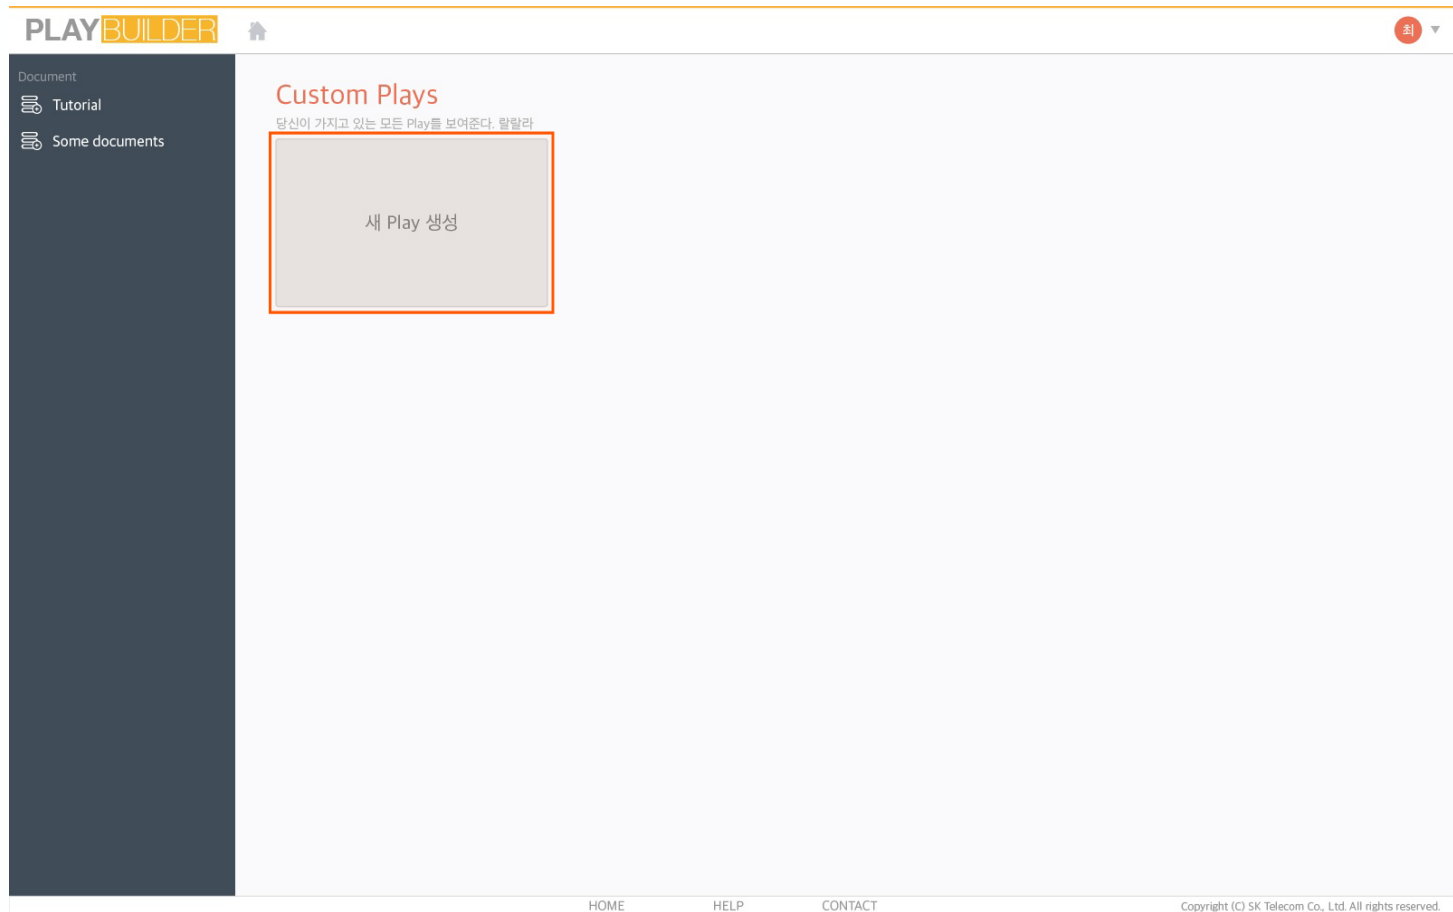 PLAYBUILDER
최
Document
Tutorial
Some documents
Custom Plays
당신이 가지고 있는 모든 Play를 보여준다. 랄랄라
새 Play 생성
HOME HELP CONTACT Copyright (C) SK Telecom Co., Ltd. All rights reserved.